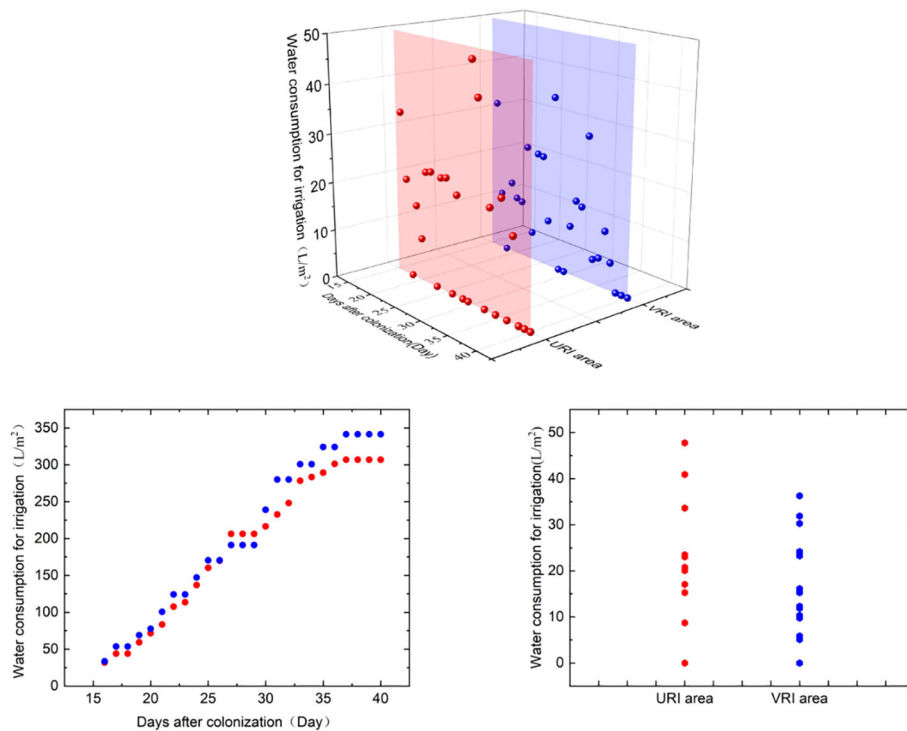 Water consumption for irrigation（L/m²）
50
40
30
20
10
0
15
20
25
30
35
40
Days after colonization(Day)
URI area
VRI area
Water consumption for irrigation（L/m²）
350
300
250
200
150
100
50
0
15 20 25 30 35 40
Days after colonization（Day）
Water consumption for irrigation(L/m²)
50
40
30
20
10
0
URI area VRI area